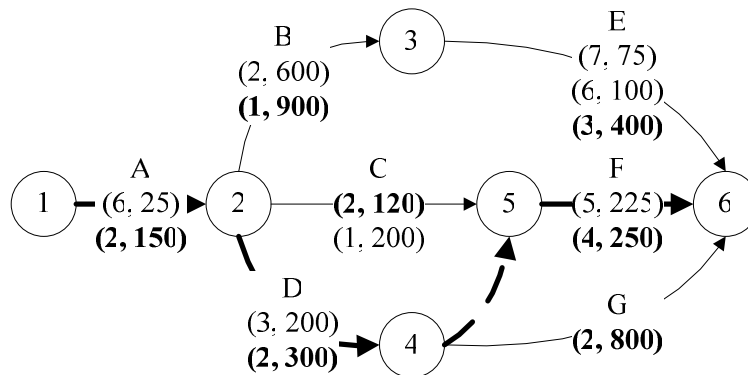 B
(2, 600)
(1, 900)
3
E
(7, 75)
(6, 100)
(3, 400)
1
A
(6, 25)
(2, 150)
2
C
(2, 120)
(1, 200)
5
F
(5, 225)
(4, 250)
6
D
(3, 200)
(2, 300)
4
G
(2, 800)